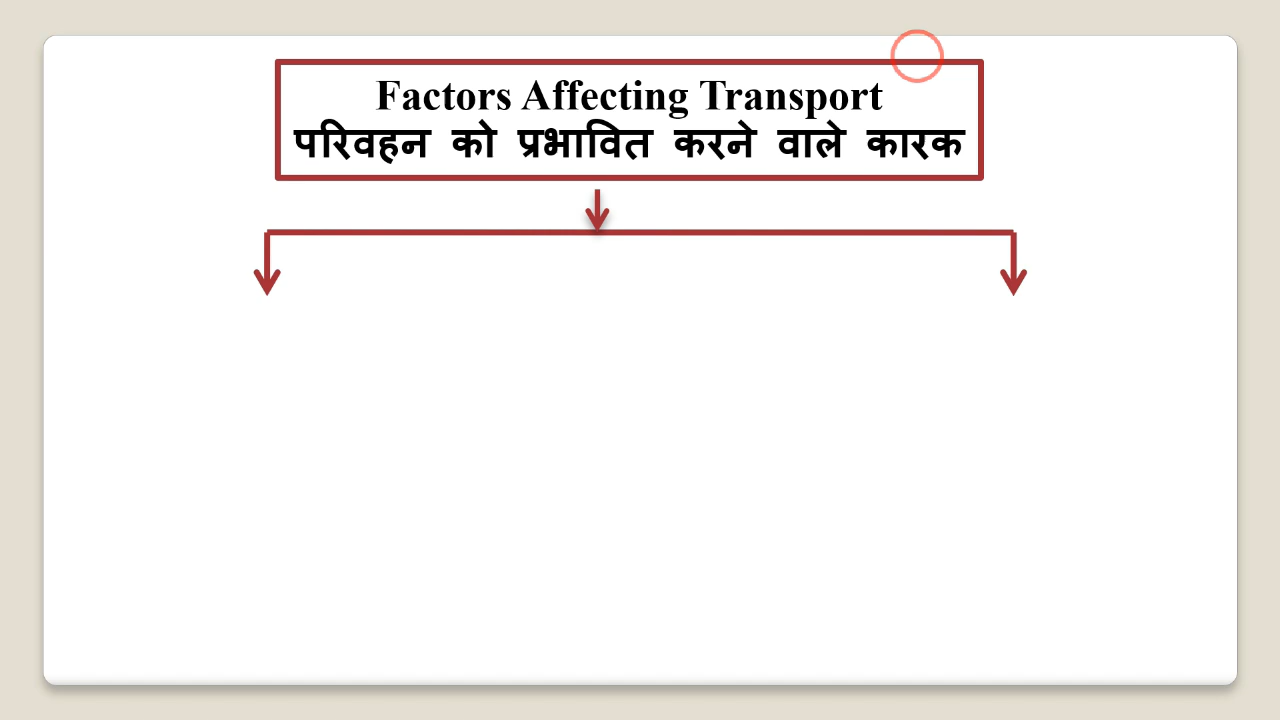 Factors Affecting Transport
परिवहन को प्रभावित करने वाले कारक